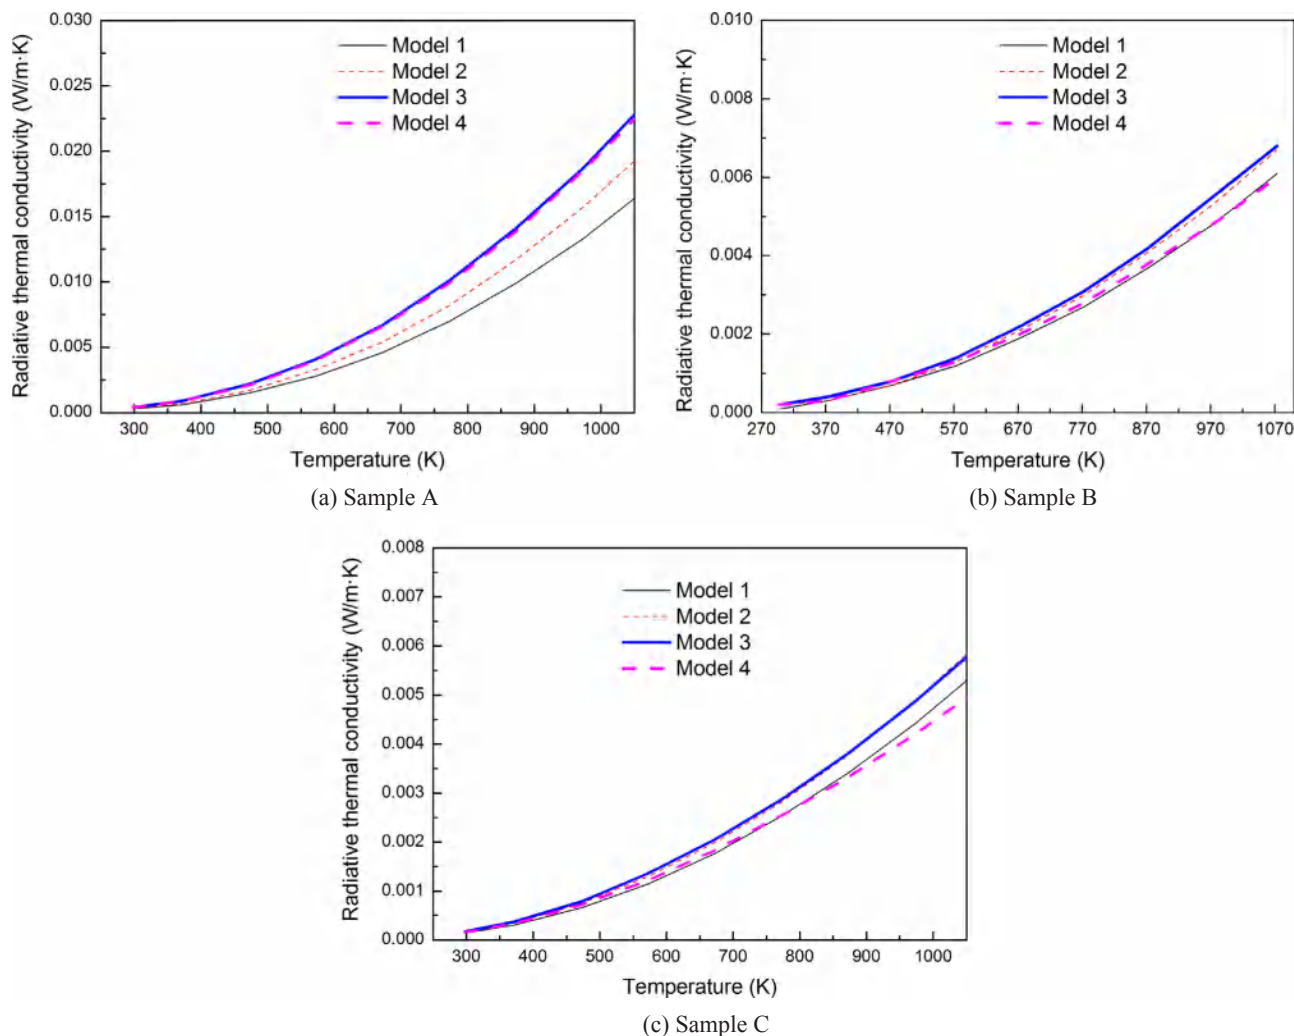 Radiative thermal conductivity (W/m·K)
0.030
0.025
0.020
0.015
0.010
0.005
0.000
Model 1
Model 2
Model 3
Model 4
300 400 500 600 700 800 900 1000
Temperature (K)
(a) Sample A
Radiative thermal conductivity (W/m·K)
0.010
0.008
0.006
0.004
0.002
0.000
Model 1
Model 2
Model 3
Model 4
270 370 470 570 670 770 870 970 1070
Temperature (K)
(b) Sample B
Radiative thermal conductivity (W/m·K)
0.008
0.007
0.006
0.005
0.004
0.003
0.002
0.001
0.000
Model 1
Model 2
Model 3
Model 4
300 400 500 600 700 800 900 1000
Temperature (K)
(c) Sample C